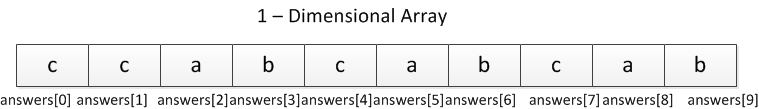 1 – Dimensional Array
c c a b c a b c a b
answers[0] answers[1] answers[2] answers[3] answers[4] answers[5] answers[6] answers[7] answers[8] answers[9]